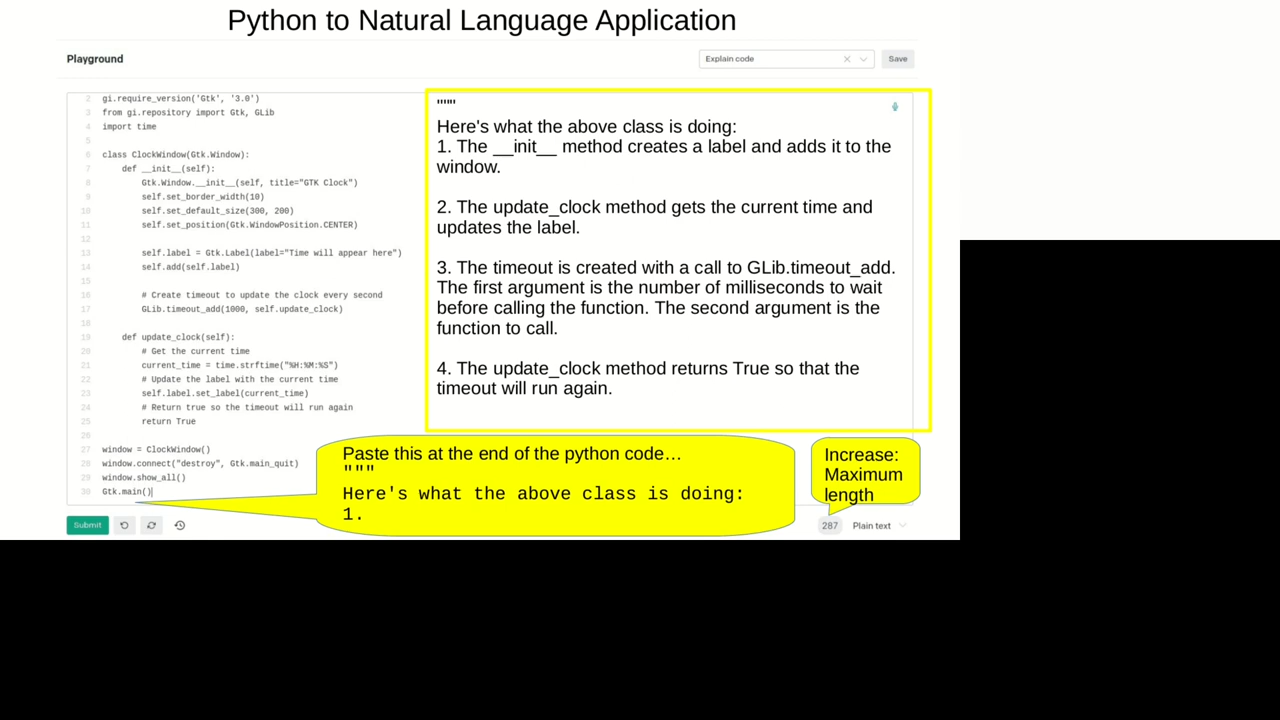 Python to Natural Language Application
Playground
Explain code
Save
2 gi.require_version('Gtk', '3.0')
3 from gi.repository import Gtk, GLib
4 import time
5
6 class ClockWindow(Gtk.Window):
7 def __init__(self):
8 Gtk.Window.__init__(self, title="GTK Clock")
9 self.set_border_width(10)
10 self.set_default_size(300, 200)
11 self.set_position(Gtk.WindowPosition.CENTER)
12
13 self.label = Gtk.Label(label="Time will appear here")
14 self.add(self.label)
15
16 # Create timeout to update the clock every second
17 GLib.timeout_add(1000, self.update_clock)
18
19 def update_clock(self):
20 # Get the current time
21 current_time = time.strftime("%H:%M:%S")
22 # Update the label with the current time
23 self.label.set_label(current_time)
24 # Return true so the timeout will run again
25 return True
26
27 window = ClockWindow()
28 window.connect("destroy", Gtk.main_quit)
29 window.show_all()
30 Gtk.main()
"""
Here's what the above class is doing:
1. The __init__ method creates a label and adds it to the
window.
2. The update_clock method gets the current time and
updates the label.
3. The timeout is created with a call to GLib.timeout_add.
The first argument is the number of milliseconds to wait
before calling the function. The second argument is the
function to call.
4. The update_clock method returns True so that the
timeout will run again.
Paste this at the end of the python code…
"""
Here's what the above class is doing:
1.
Increase:
Maximum
length
Submit
287
Plain text